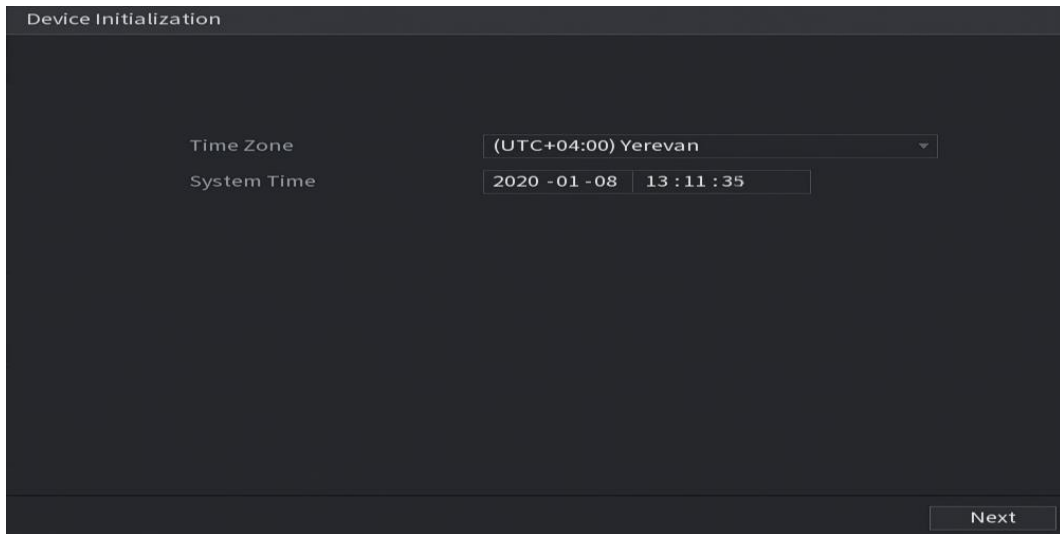 Device Initialization
Time Zone (UTC+04:00) Yerevan
System Time 2020 -01 -08 13 : 11 : 35
Next